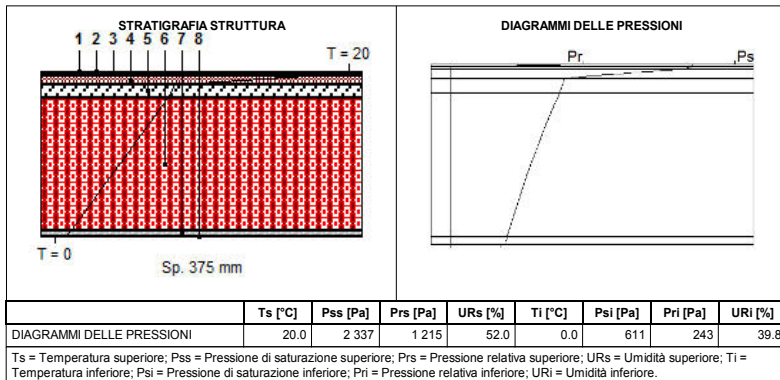 STRATIGRAFIA STRUTTURA
1 2 3 4 5 6 7 8
T = 20
T = 0
Sp. 375 mm
DIAGRAMMI DELLE PRESSIONI
Pr
Ps
Ts [°C] Pss [Pa] Prs [Pa] URs [%] Ti [°C] Psi [Pa] Pri [Pa] URi [%]
DIAGRAMMI DELLE PRESSIONI 20.0 2 337 1 215 52.0 0.0 611 243 39.8
Ts = Temperatura superiore; Pss = Pressione di saturazione superiore; Prs = Pressione relativa superiore; URs = Umidità superiore; Ti =
Temperatura inferiore; Psi = Pressione di saturazione inferiore; Pri = Pressione relativa inferiore; URi = Umidità inferiore.